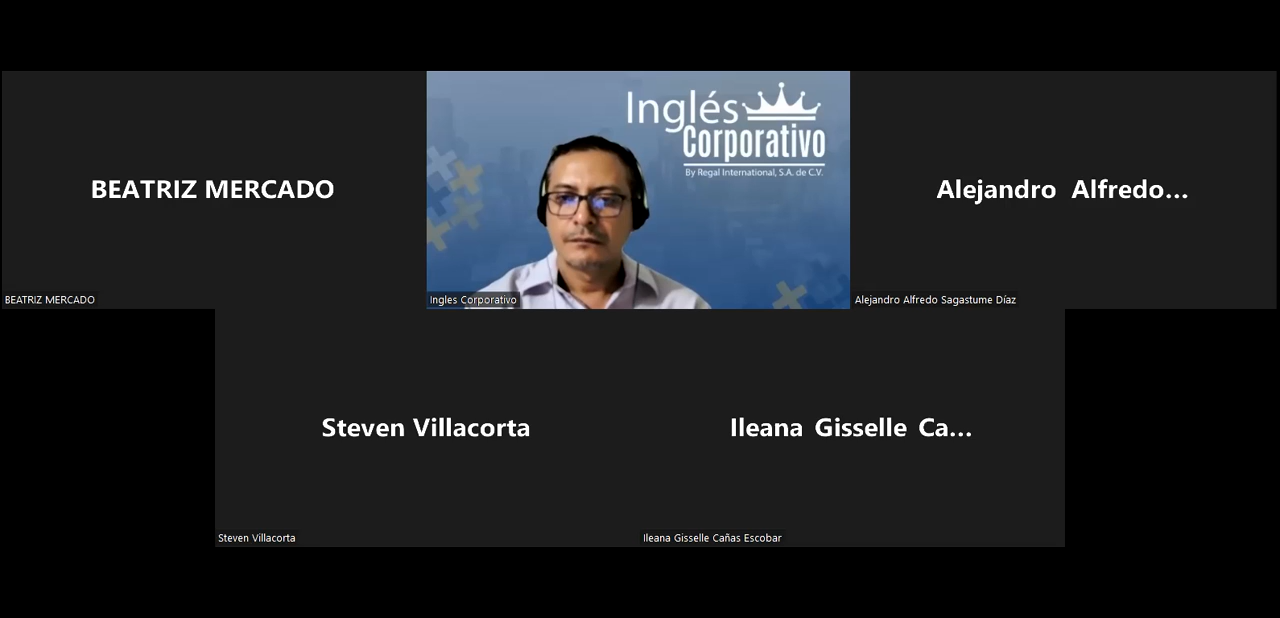 BEATRIZ MERCADO
BEATRIZ MERCADO
Inglés
Corporativo
By Regal International, S.A. de C.V.
Ingles Corporativo
Alejandro Alfredo...
Alejandro Alfredo Sagastume Díaz
Steven Villacorta
Steven Villacorta
Ileana Gisselle Ca...
Ileana Gisselle Cañas Escobar